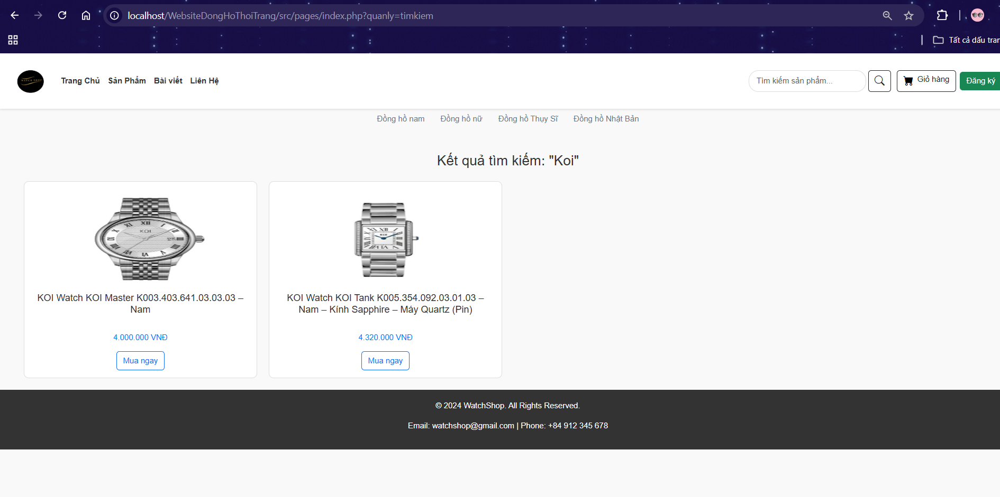 localhost/WebsiteDongHoThoiTrang/src/pages/index.php?quanly=timkiem
Tất cả dấu tran
WATCH SHOP
Trang Chủ Sản Phẩm Bài viết Liên Hệ
Tìm kiếm sản phẩm... Giỏ hàng Đăng ký
Đồng hồ nam Đồng hồ nữ Đồng hồ Thụy Sĩ Đồng hồ Nhật Bản
Kết quả tìm kiếm: "Koi"
KOI
KOI
KOI Watch KOI Master K003.403.641.03.03.03 –
Nam
4.000.000 VNĐ
Mua ngay
KOI Watch KOI Tank K005.354.092.03.01.03 –
Nam – Kính Sapphire – Máy Quartz (Pin)
4.320.000 VNĐ
Mua ngay
© 2024 WatchShop. All Rights Reserved.
Email: watchshop@gmail.com | Phone: +84 912 345 678